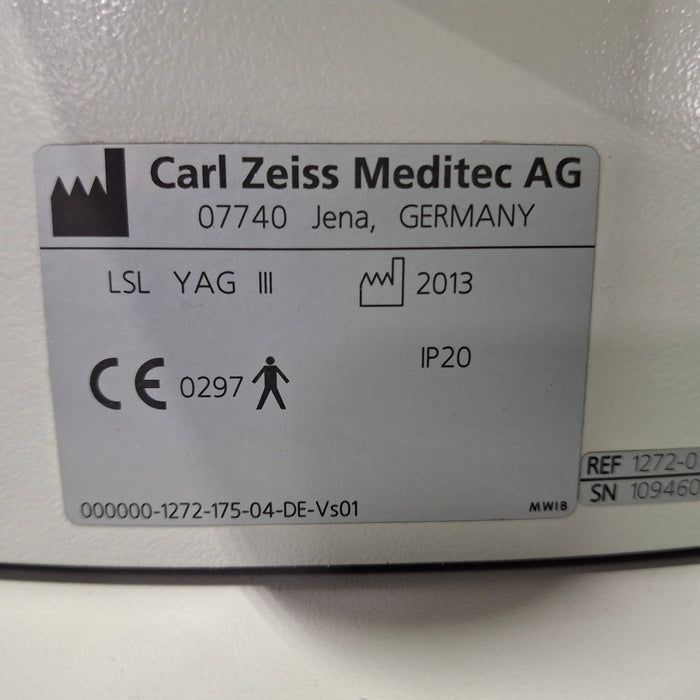 Carl Zeiss Meditec AG
07740 Jena, GERMANY
LSL YAG III
2013
IP20
CE 0297
000000-1272-175-04-DE-Vs01
MWIB
REF 1272-0
SN 109460